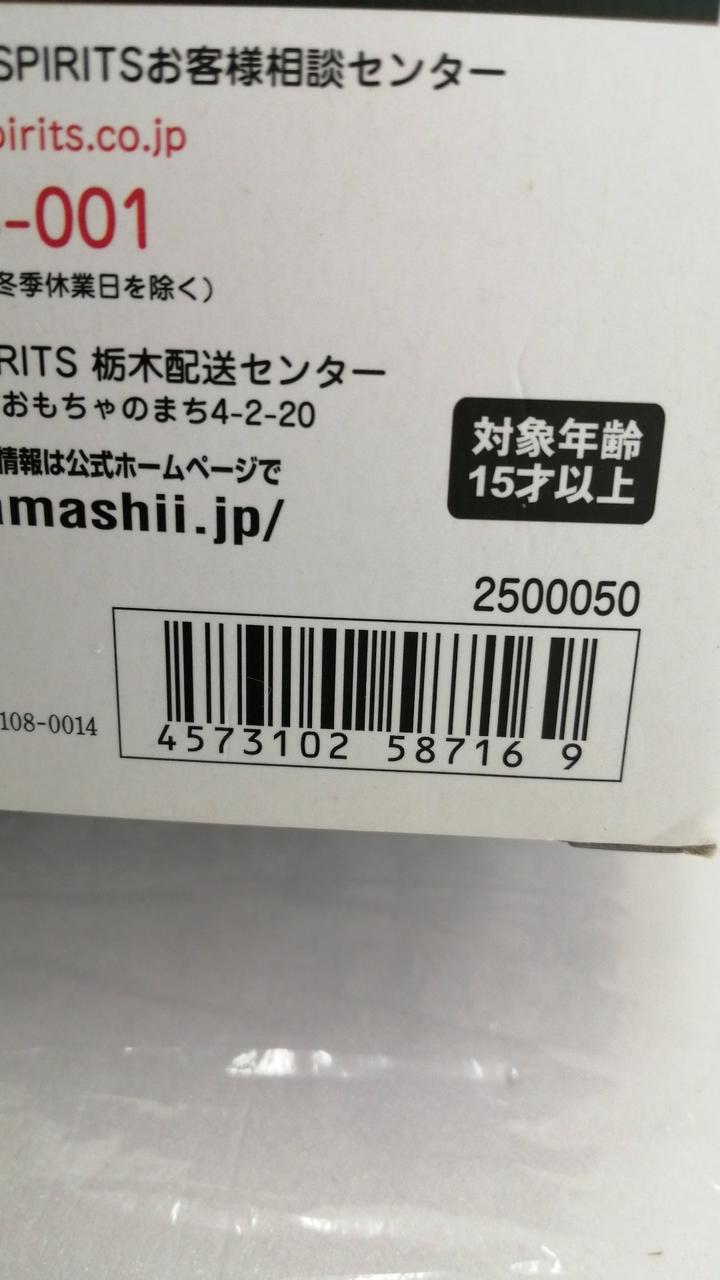 SPIRITSお客様相談センター
pirits.co.jp
-001
冬季休業日を除く）
RITS 栃木配送センター
おもちゃのまち4-2-20
情報は公式ホームページで
amashii.jp/
対象年齢
15才以上
2500050
108-0014
4573102 58716 9